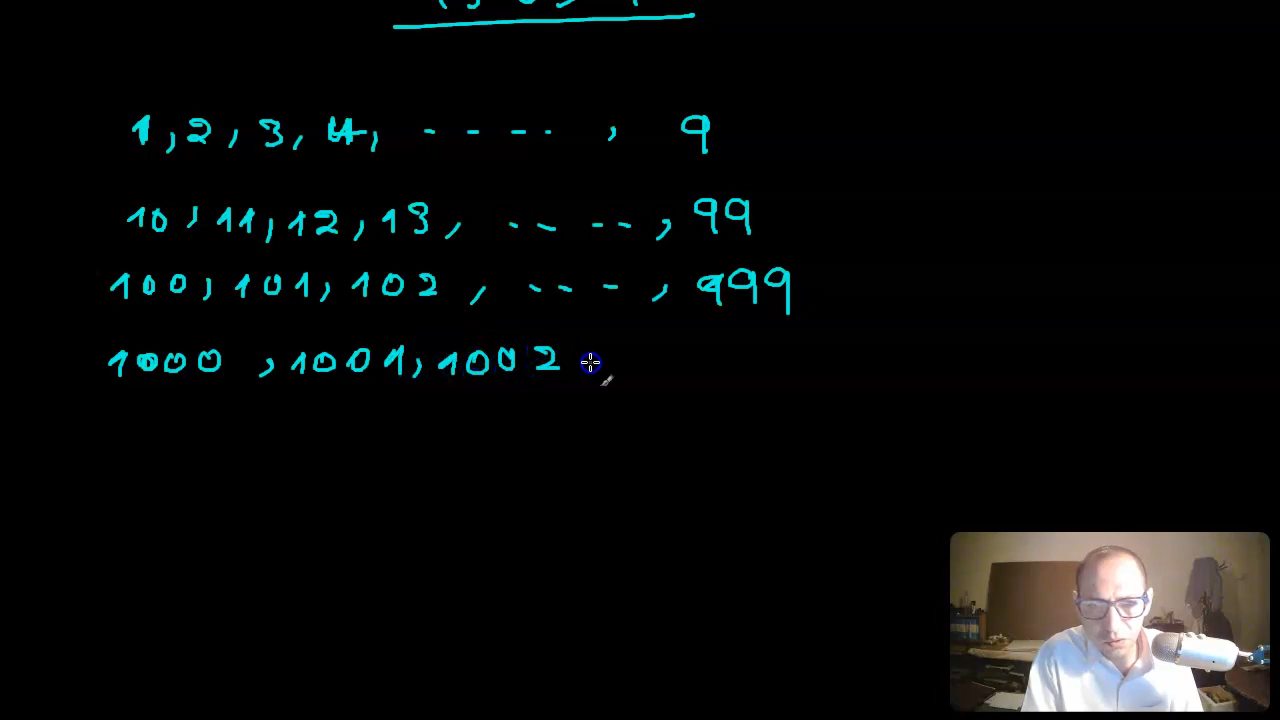 1, 2, 3, 4, ---- , 9
10, 11, 12, 13, ----, 99
100, 101, 102, ----, 999
1000, 1001, 1002